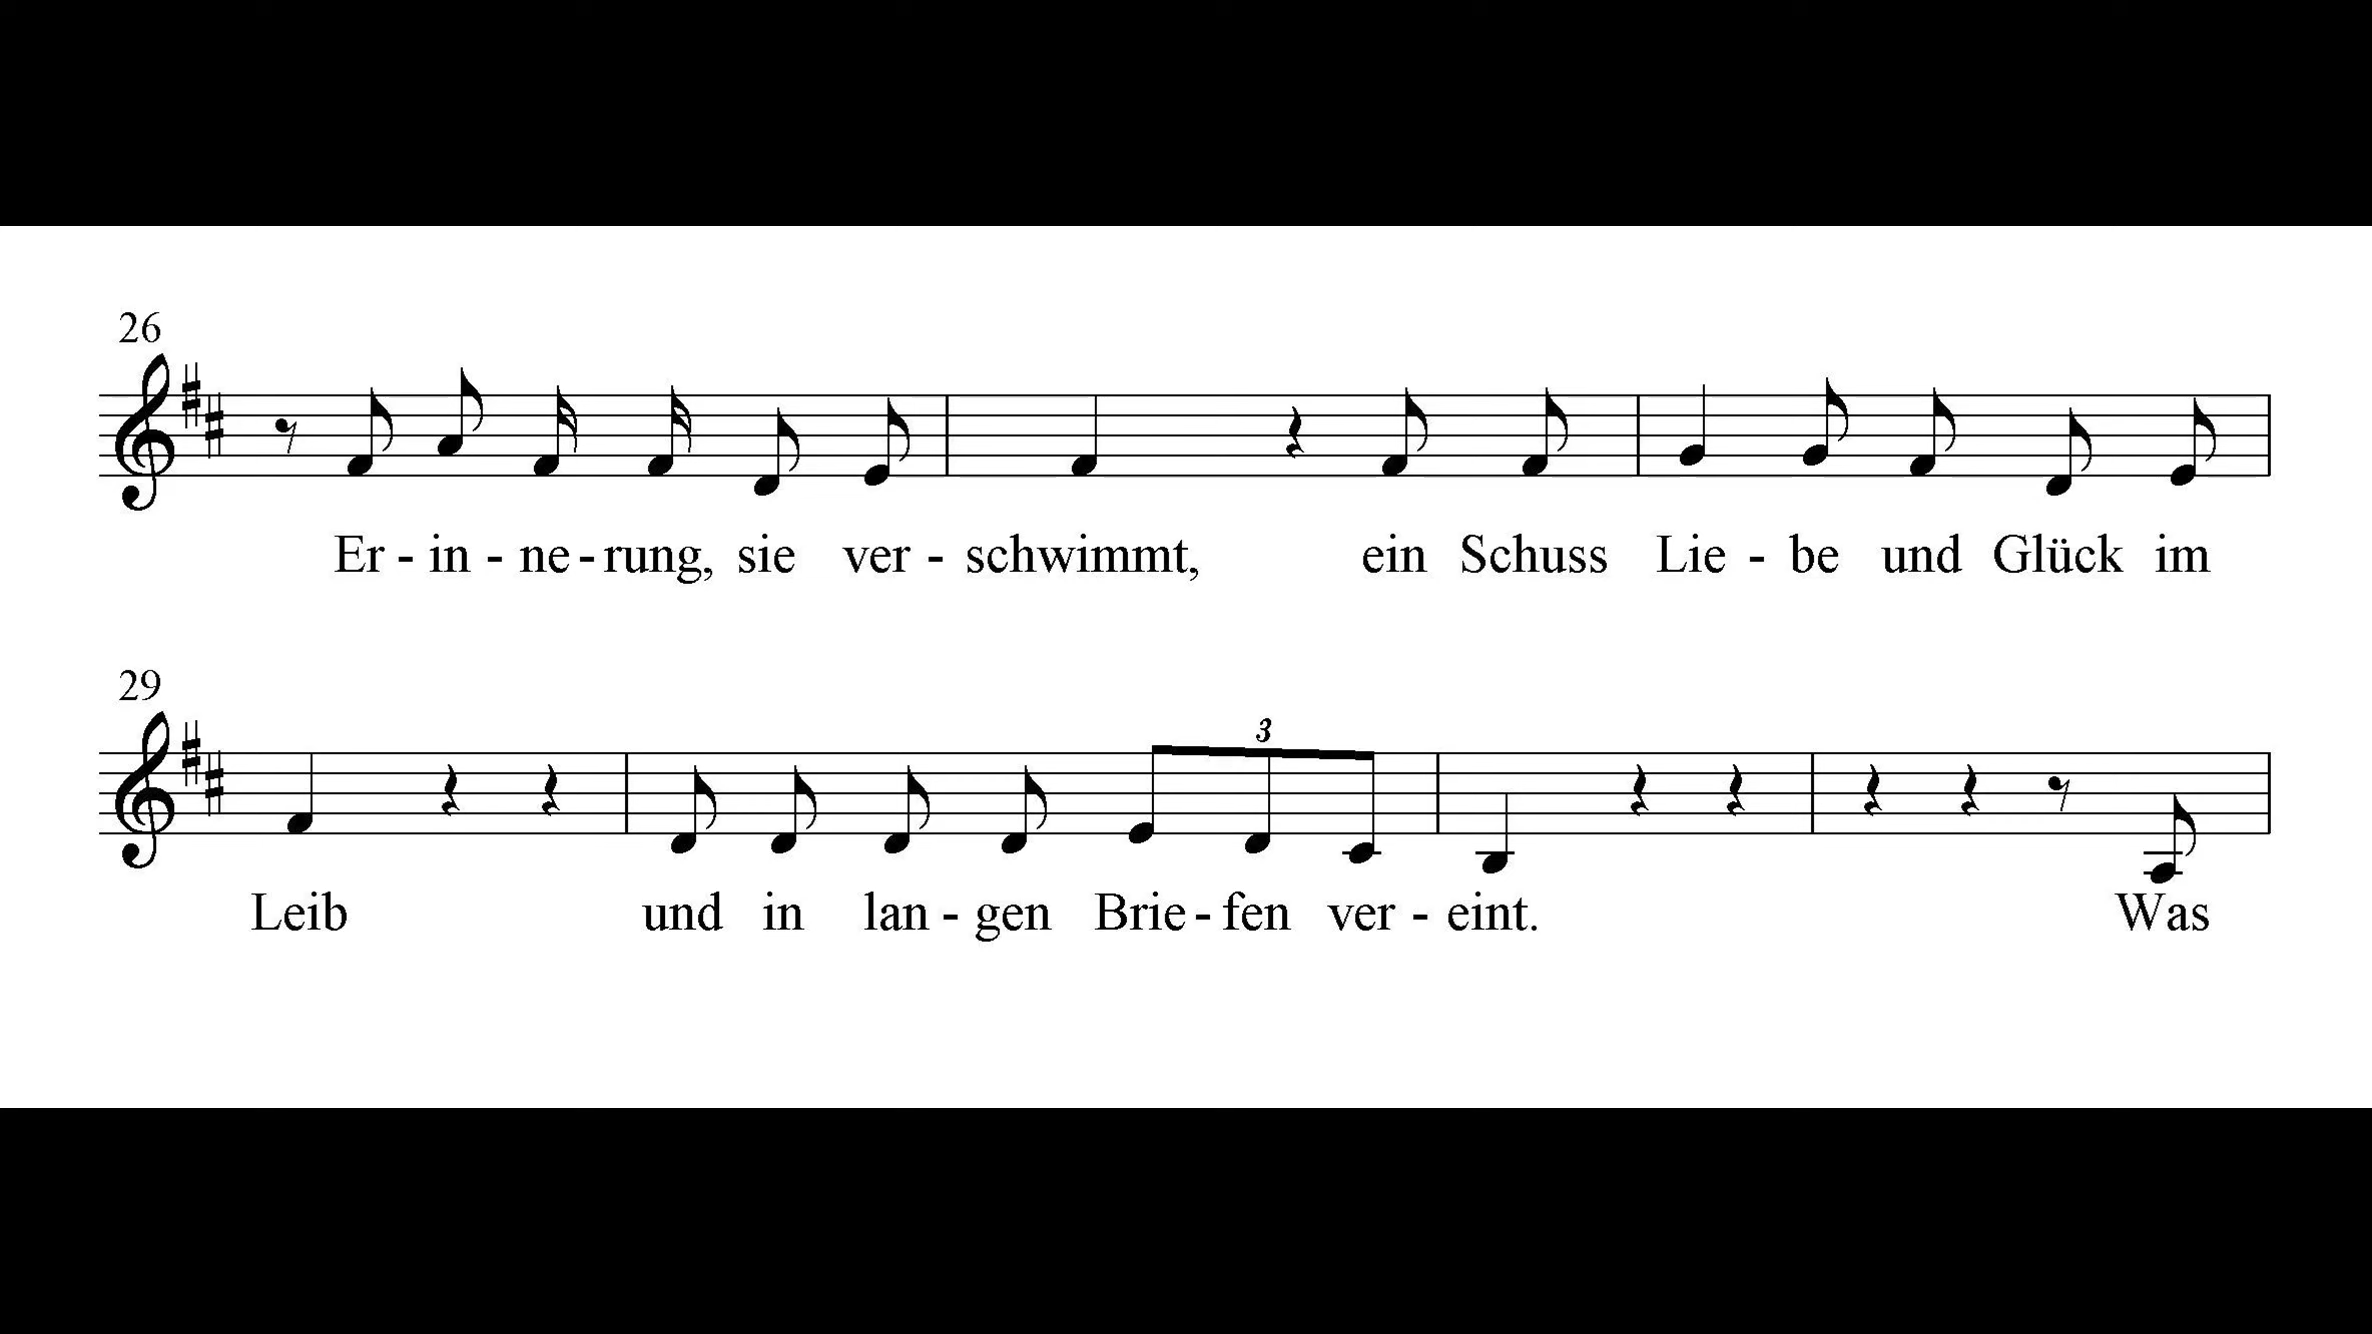 26
Er - in - ne - rung, sie ver - schwimmt, ein Schuss Lie - be und Glück im
29
3
Leib und in lan - gen Brie - fen ver - eint. Was